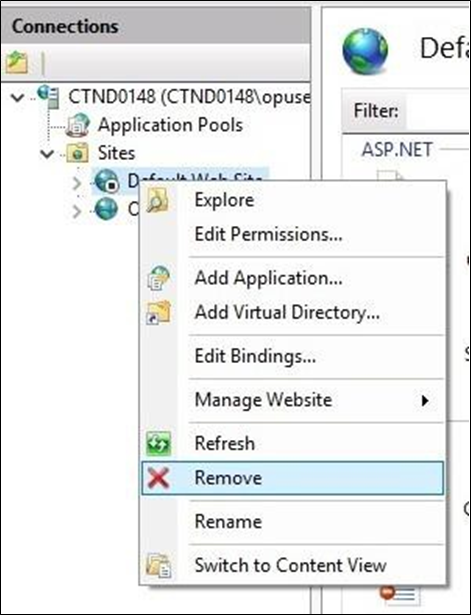 Connections
Defa
CTND0148 (CTND0148\opuse
Application Pools
Sites
Default Web Site
Filter:
ASP.NET
Explore
Edit Permissions...
Add Application...
Add Virtual Directory...
Edit Bindings...
Manage Website
Refresh
Remove
Rename
Switch to Content View